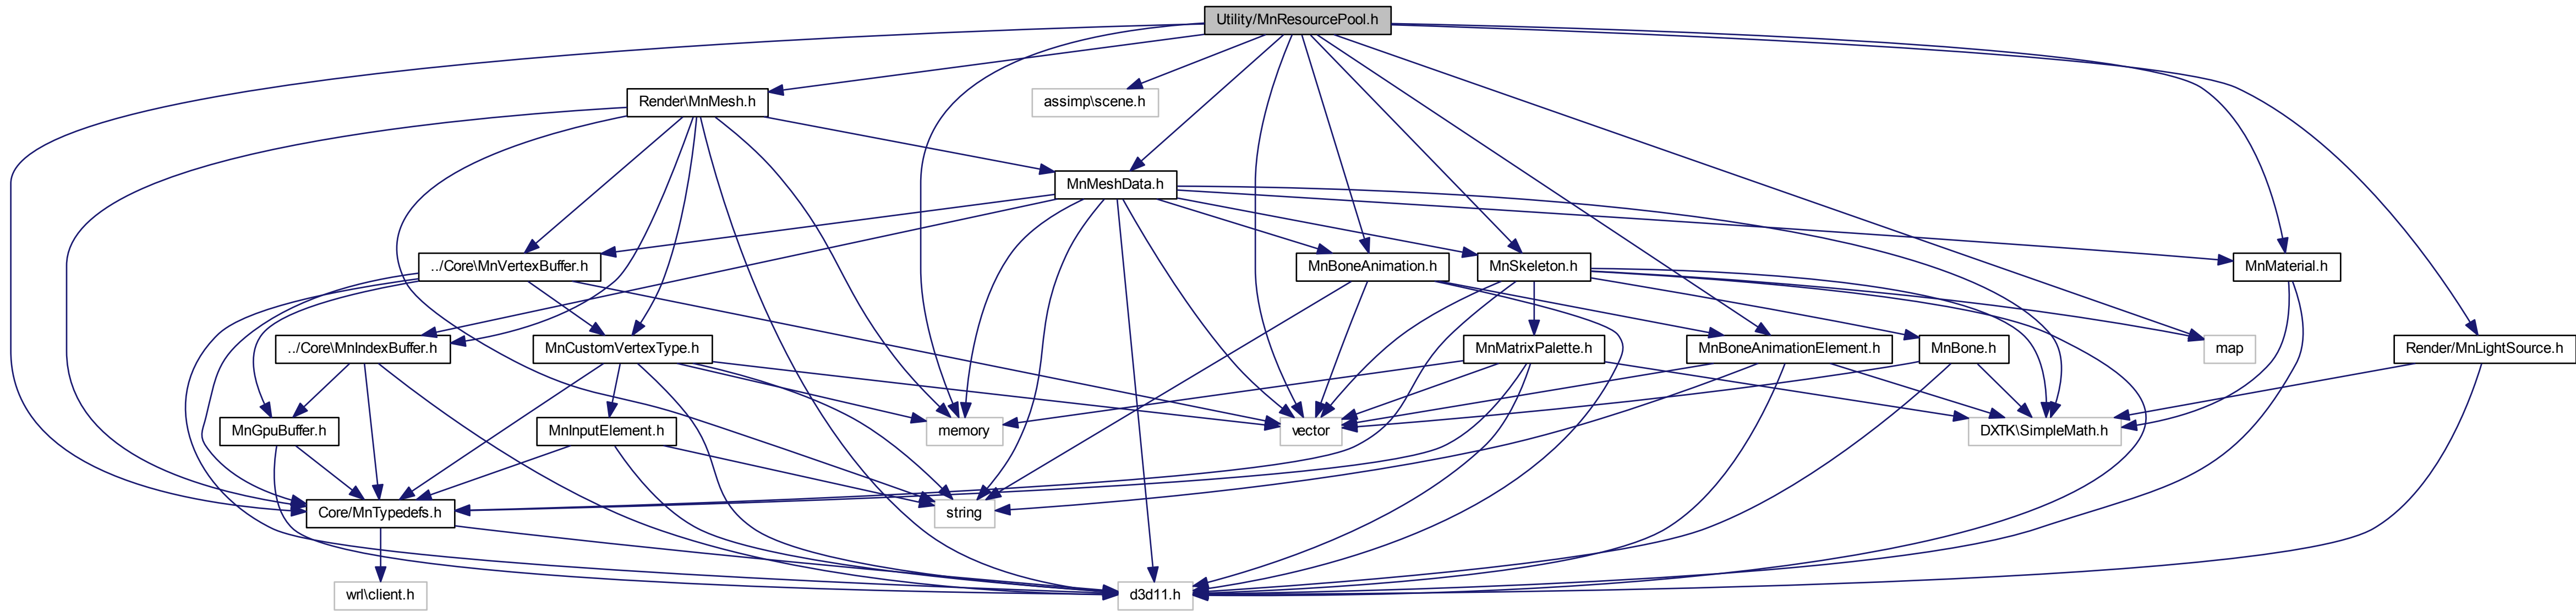 Utility/MnResourcePool.h
Render\MnMesh.h
assimp\scene.h
MnMeshData.h
../Core\MnVertexBuffer.h
MnBoneAnimation.h
MnSkeleton.h
MnMaterial.h
../Core\MnIndexBuffer.h
MnCustomVertexType.h
MnMatrixPalette.h
MnBoneAnimationElement.h
MnBone.h
map
Render/MnLightSource.h
MnGpuBuffer.h
MnInputElement.h
memory
vector
DXTK\SimpleMath.h
Core/MnTypedefs.h
string
wrl\client.h
d3d11.h